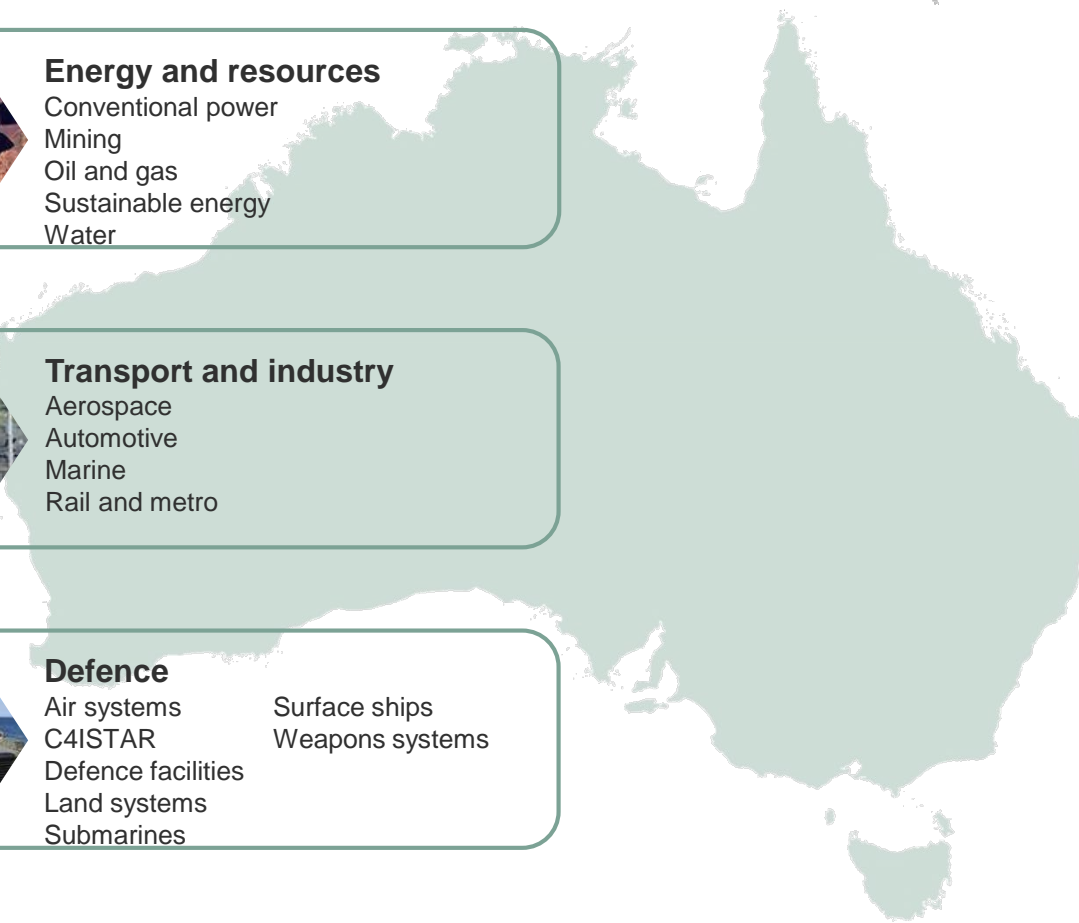 Energy and resources
Conventional power
Mining
Oil and gas
Sustainable energy
Water
Transport and industry
Aerospace
Automotive
Marine
Rail and metro
Defence
Air systems
C4ISTAR
Defence facilities
Land systems
Submarines
Surface ships
Weapons systems